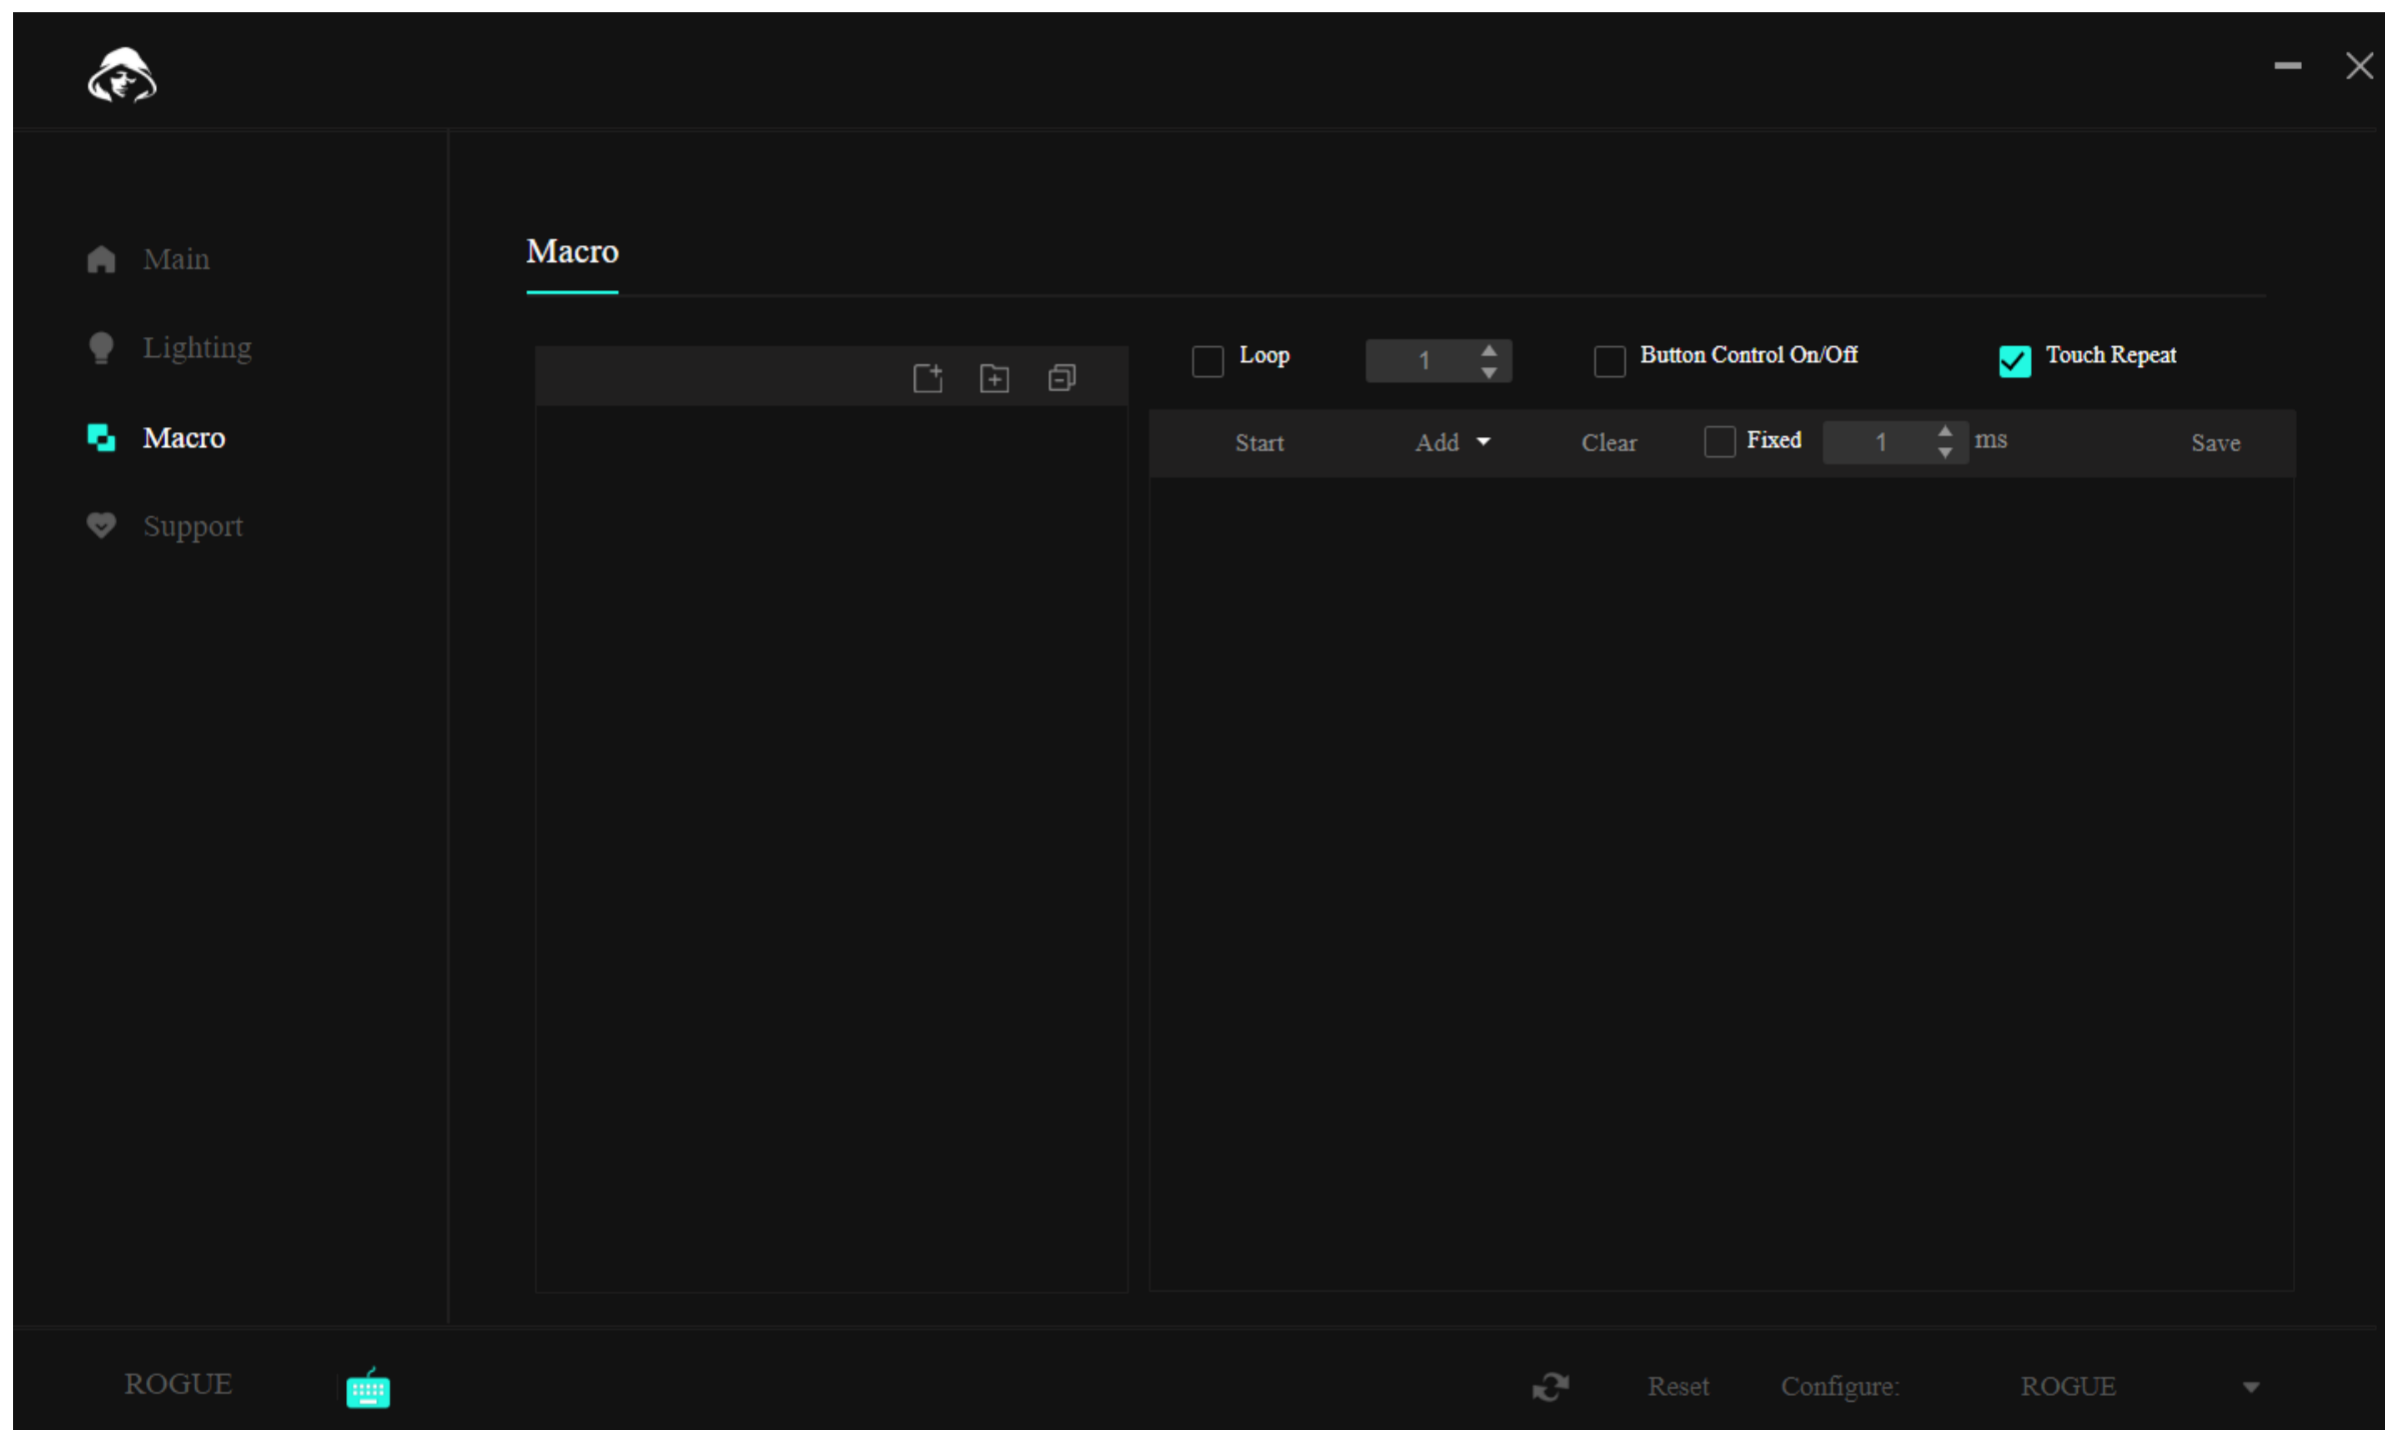 Main
Lighting
Macro
Support
Macro
Loop 1 Button Control On/Off Touch Repeat
Start Add Clear Fixed 1 ms Save
ROGUE Reset Configure: ROGUE